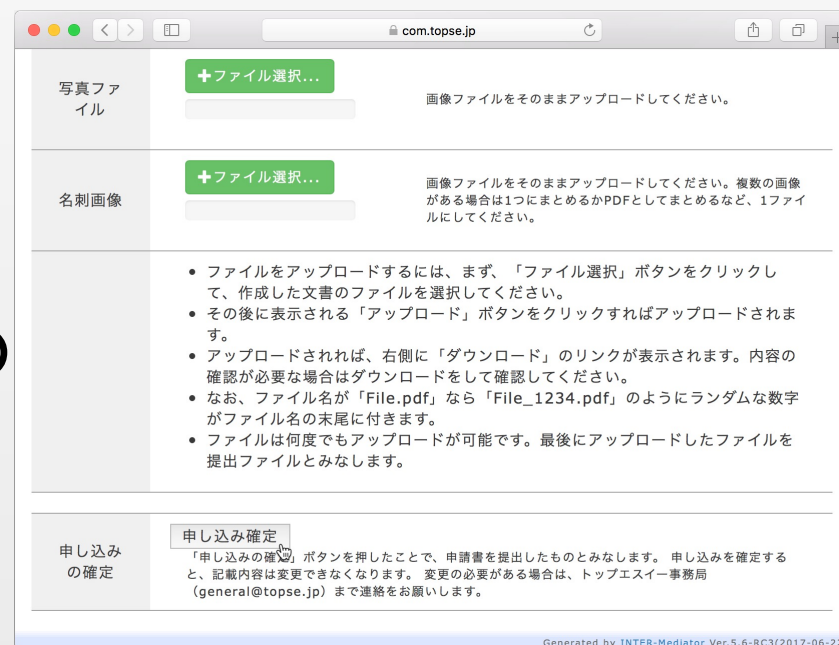 com.topse.jp
写真ファ
イル
+ファイル選択...
画像ファイルをそのままアップロードしてください。
名刺画像
+ファイル選択...
画像ファイルをそのままアップロードしてください。複数の画像
がある場合は1つにまとめるかPDFとしてまとめるなど、1ファイ
ルにしてください。
• ファイルをアップロードするには、まず、「ファイル選択」ボタンをクリックし
て、作成した文書のファイルを選択してください。
• その後に表示される「アップロード」ボタンをクリックすればアップロードされま
す。
• アップロードされれば、右側に「ダウンロード」のリンクが表示されます。内容の
確認が必要な場合はダウンロードをして確認してください。
• なお、ファイル名が「File.pdf」なら「File_1234.pdf」のようにランダムな数字
がファイル名の末尾に付きます。
• ファイルは何度でもアップロードが可能です。最後にアップロードしたファイルを
提出ファイルとみなします。
申し込み
の確定
申し込み確定
「申し込みの確定」ボタンを押したことで、申請書を提出したものとみなします。 申し込みを確定する
と、記載内容は変更できなくなります。 変更の必要がある場合は、トップエスイー事務局
（general@topse.jp）まで連絡をお願いします。
Generated by INTER-Mediator Ver.5.6-RC3(2017-06-2